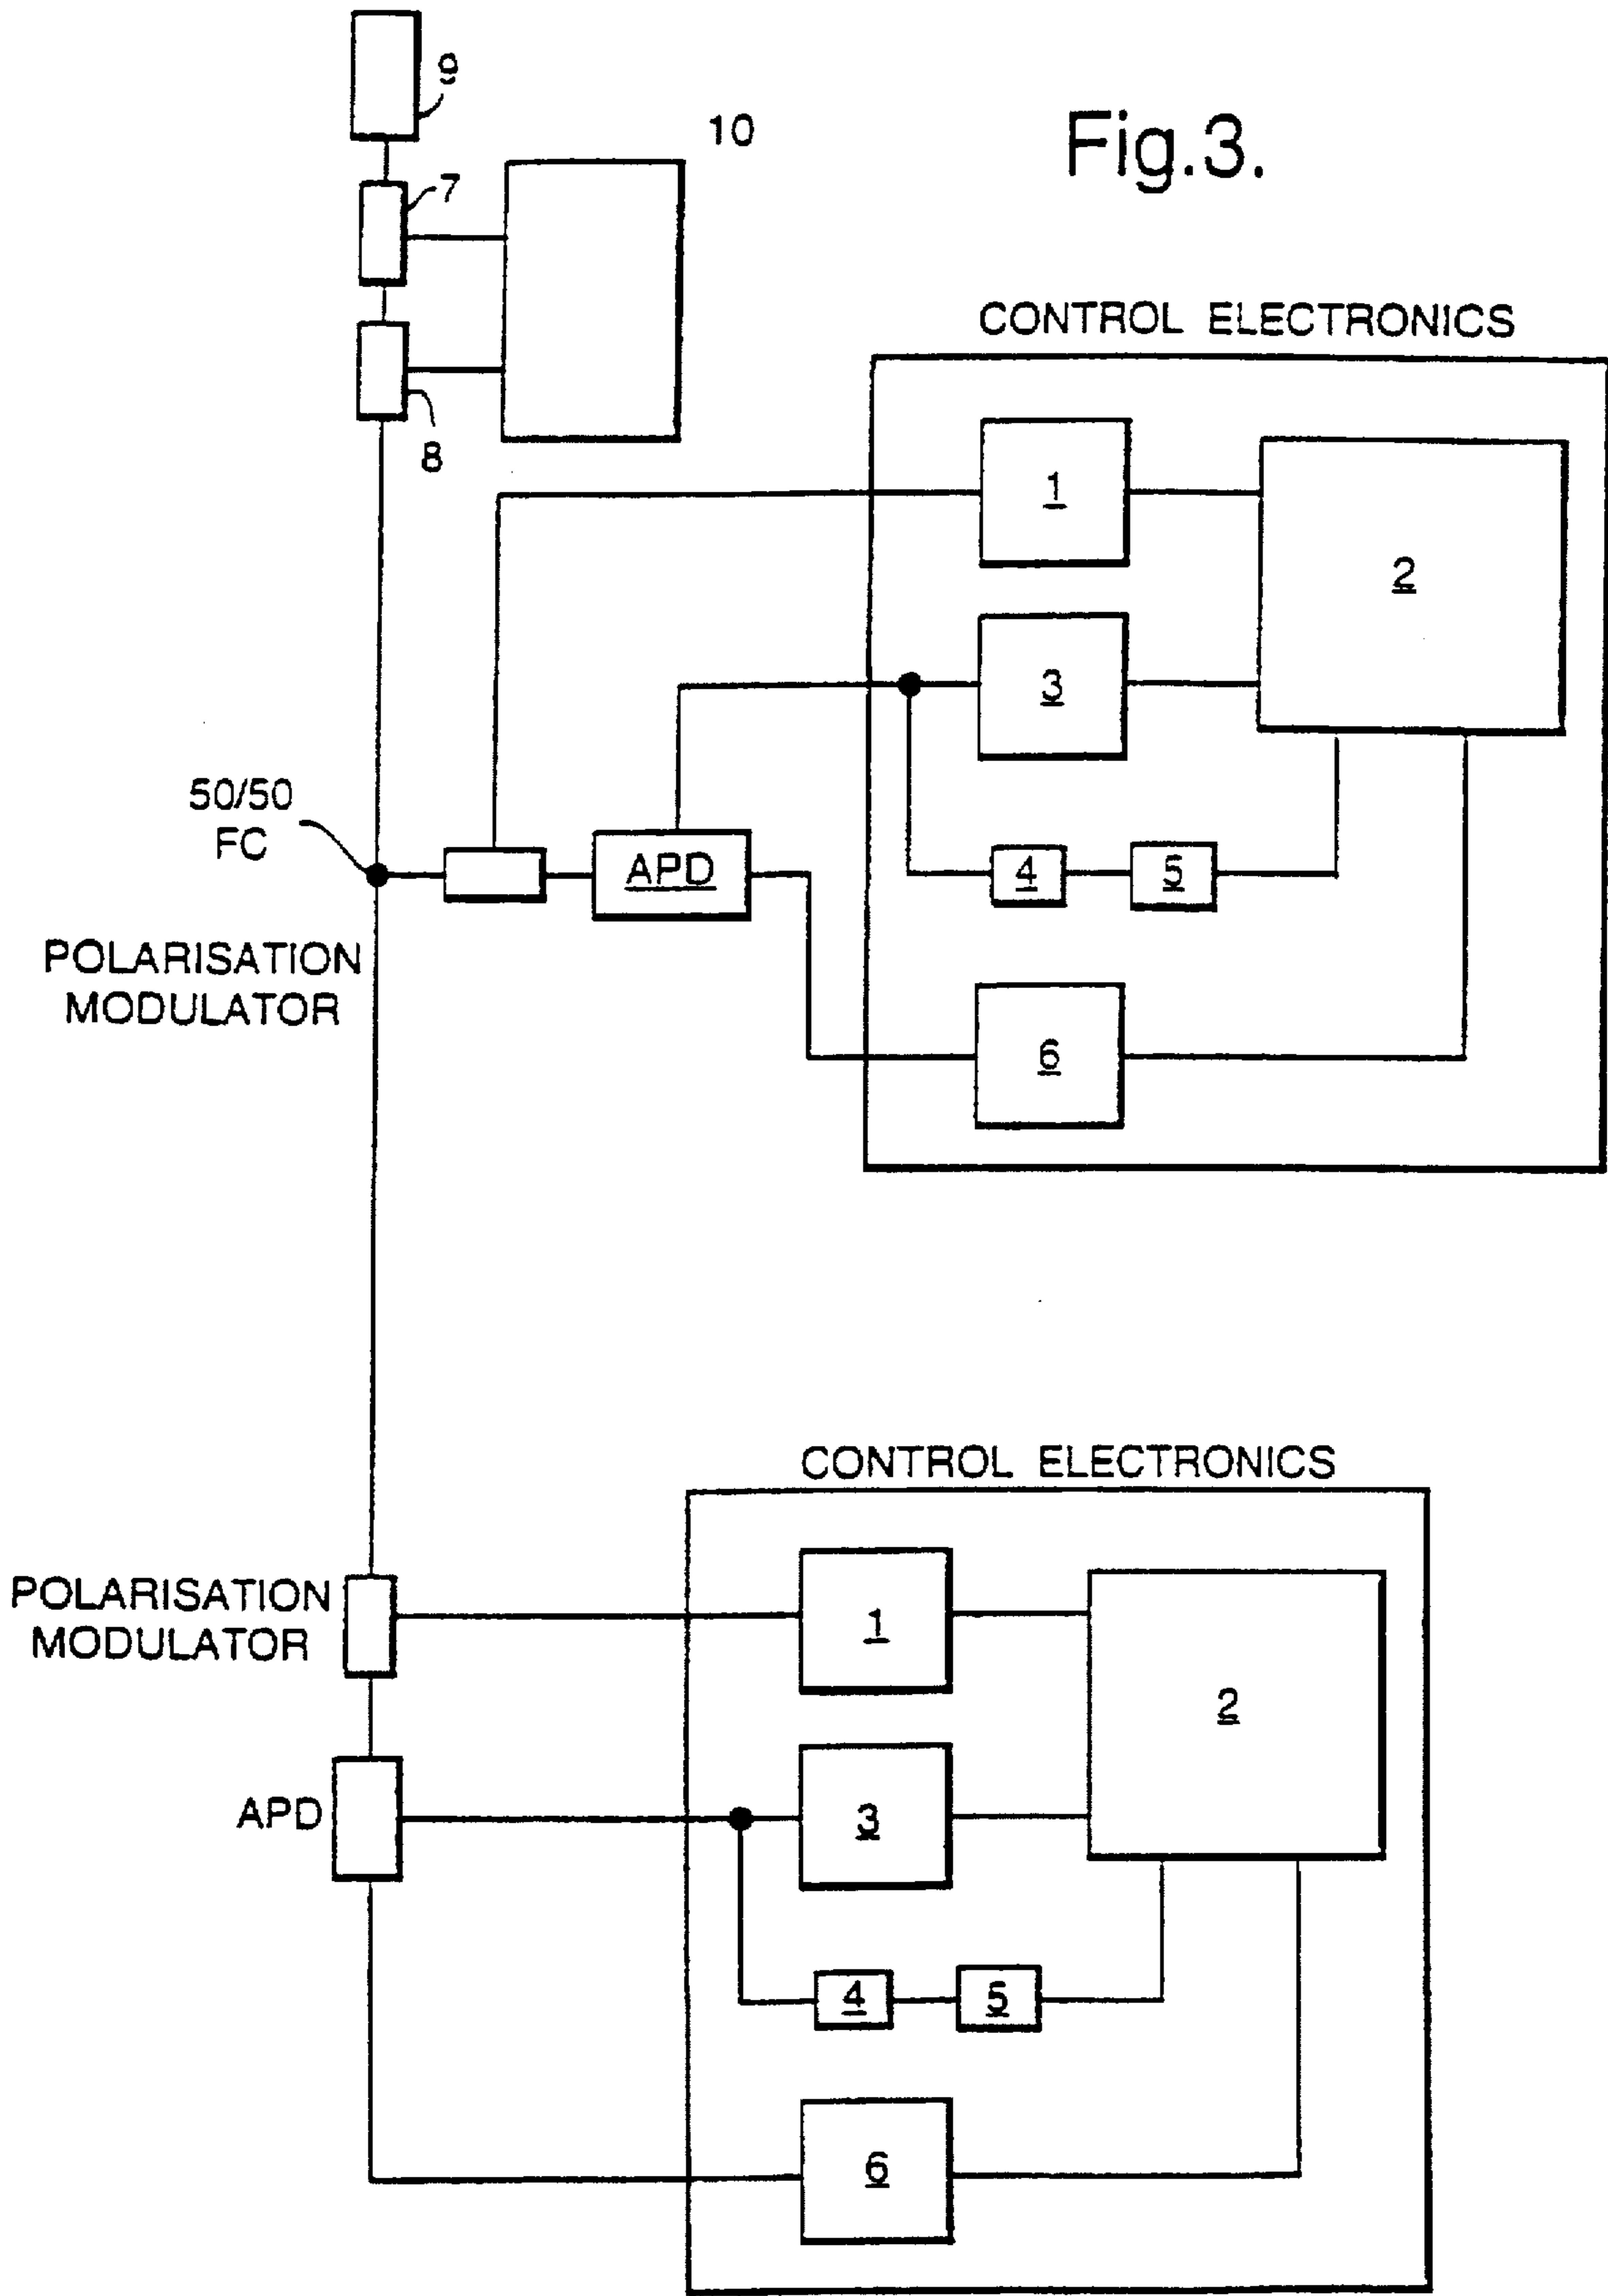 9
10
Fig.3.
7
8
CONTROL ELECTRONICS
1
2
3
50/50
FC
APD
4
5
POLARISATION
MODULATOR
6
CONTROL ELECTRONICS
POLARISATION
MODULATOR
1
2
APD
3
4
5
6